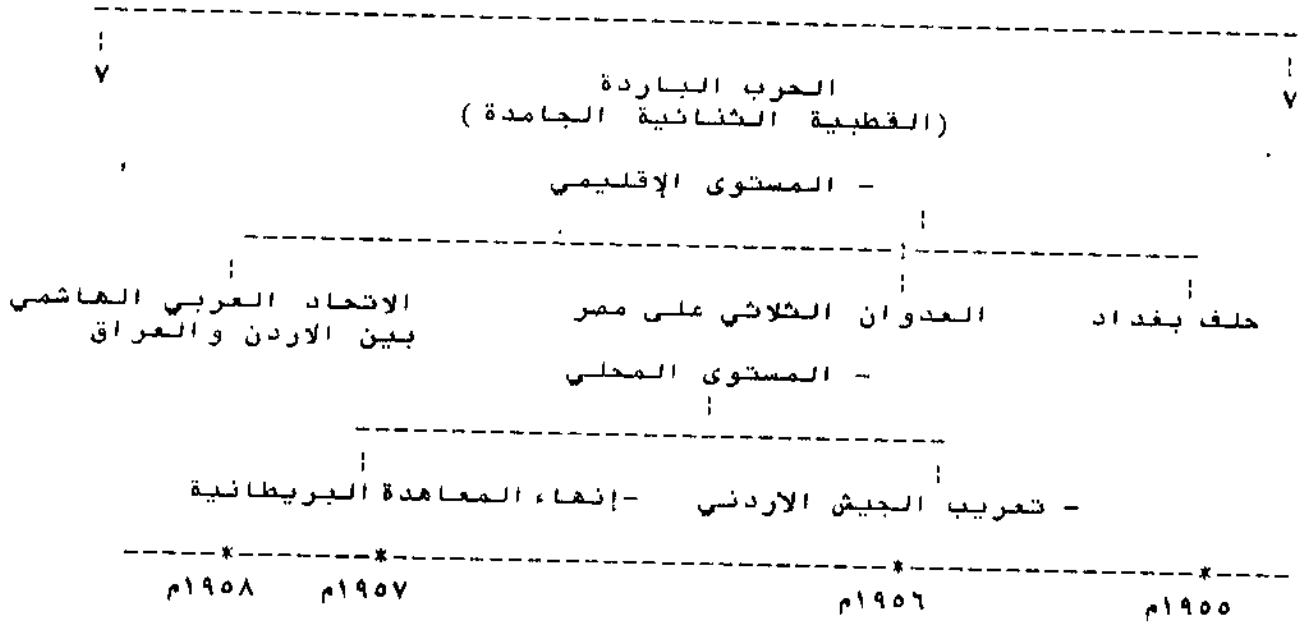 الحرب الباردة
(القطبية الثنائية الجامدة)
- المستوى الإقليمي
حلف بغداد العدوان الثلاثي على مصر الاتحاد العربي الهاشمي
بين الاردن والعراق
- المستوى المحلي
- تعريب الجيش الاردني -إنهاء المعاهدة البريطانية
١٩٥٥م ١٩٥٦م ١٩٥٧م ١٩٥٨م